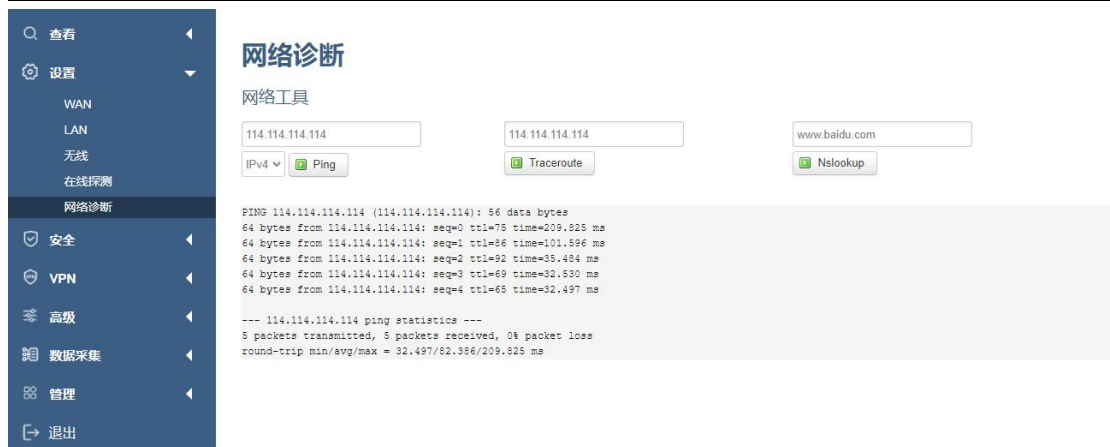 查看
设置
WAN
LAN
无线
在线探测
网络诊断
安全
VPN
高级
数据采集
管理
退出
网络诊断
网络工具
114.114.114.114 114.114.114.114 www.baidu.com
IPv4 Ping Traceroute Nslookup
PING 114.114.114.114 (114.114.114.114): 56 data bytes
64 bytes from 114.114.114.114: seq=0 ttl=75 time=209.825 ms
64 bytes from 114.114.114.114: seq=1 ttl=86 time=101.596 ms
64 bytes from 114.114.114.114: seq=2 ttl=92 time=35.484 ms
64 bytes from 114.114.114.114: seq=3 ttl=69 time=32.530 ms
64 bytes from 114.114.114.114: seq=4 ttl=65 time=32.497 ms
--- 114.114.114.114 ping statistics ---
5 packets transmitted, 5 packets received, 0% packet loss
round-trip min/avg/max = 32.497/82.386/209.825 ms